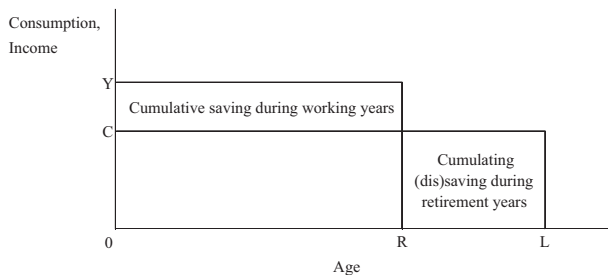 Consumption,
Income
Y
Cumulative saving during working years
C
Cumulating
(dis)saving during
retirement years
0
R
L
Age